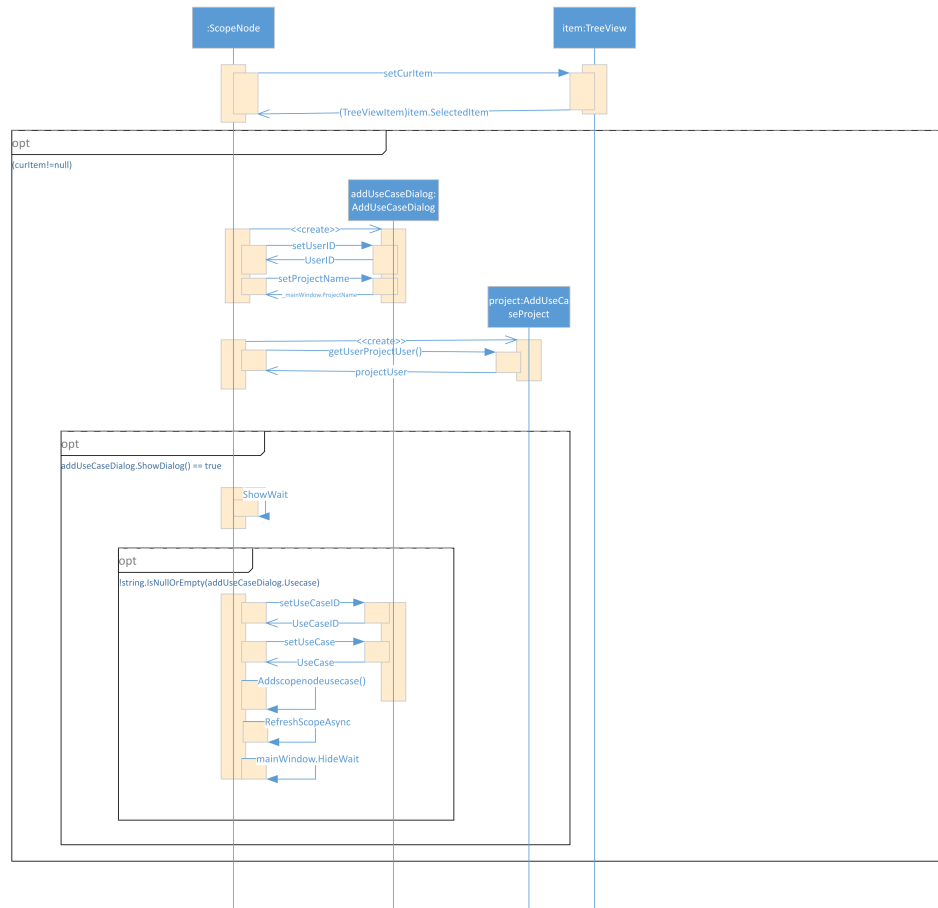 :ScopeNode
item:TreeView
setCurItem
(TreeViewItem)item.SelectedItem
opt
(curItem!=null)
addUseCaseDialog:
AddUseCaseDialog
<<create>>
setUserID
UserID
setProjectName
_mainWindow.ProjectName
project:AddUseCa
seProject
<<create>>
getUserProjectUser()
projectUser
opt
addUseCaseDialog.ShowDialog() == true
ShowWait
opt
!string.IsNullOrEmpty(addUseCaseDialog.Usecase)
setUseCaseID
UseCaseID
setUseCase
UseCase
Addscopenodeusecase()
RefreshScopeAsync
mainWindow.HideWait